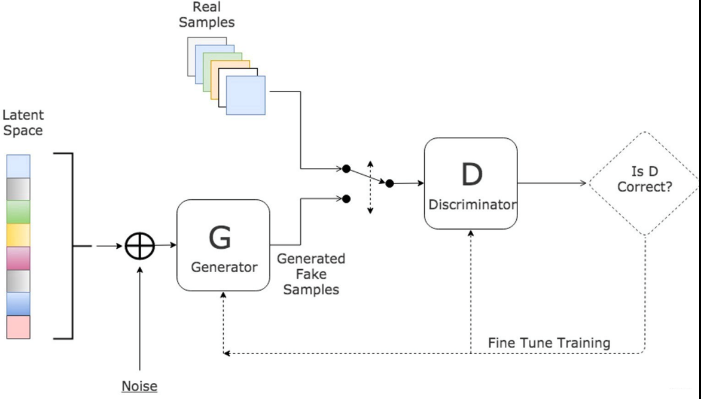 Real
Samples
Latent
Space
G
Generator
Generated
Fake
Samples
D
Discriminator
Is D
Correct?
Fine Tune Training
Noise